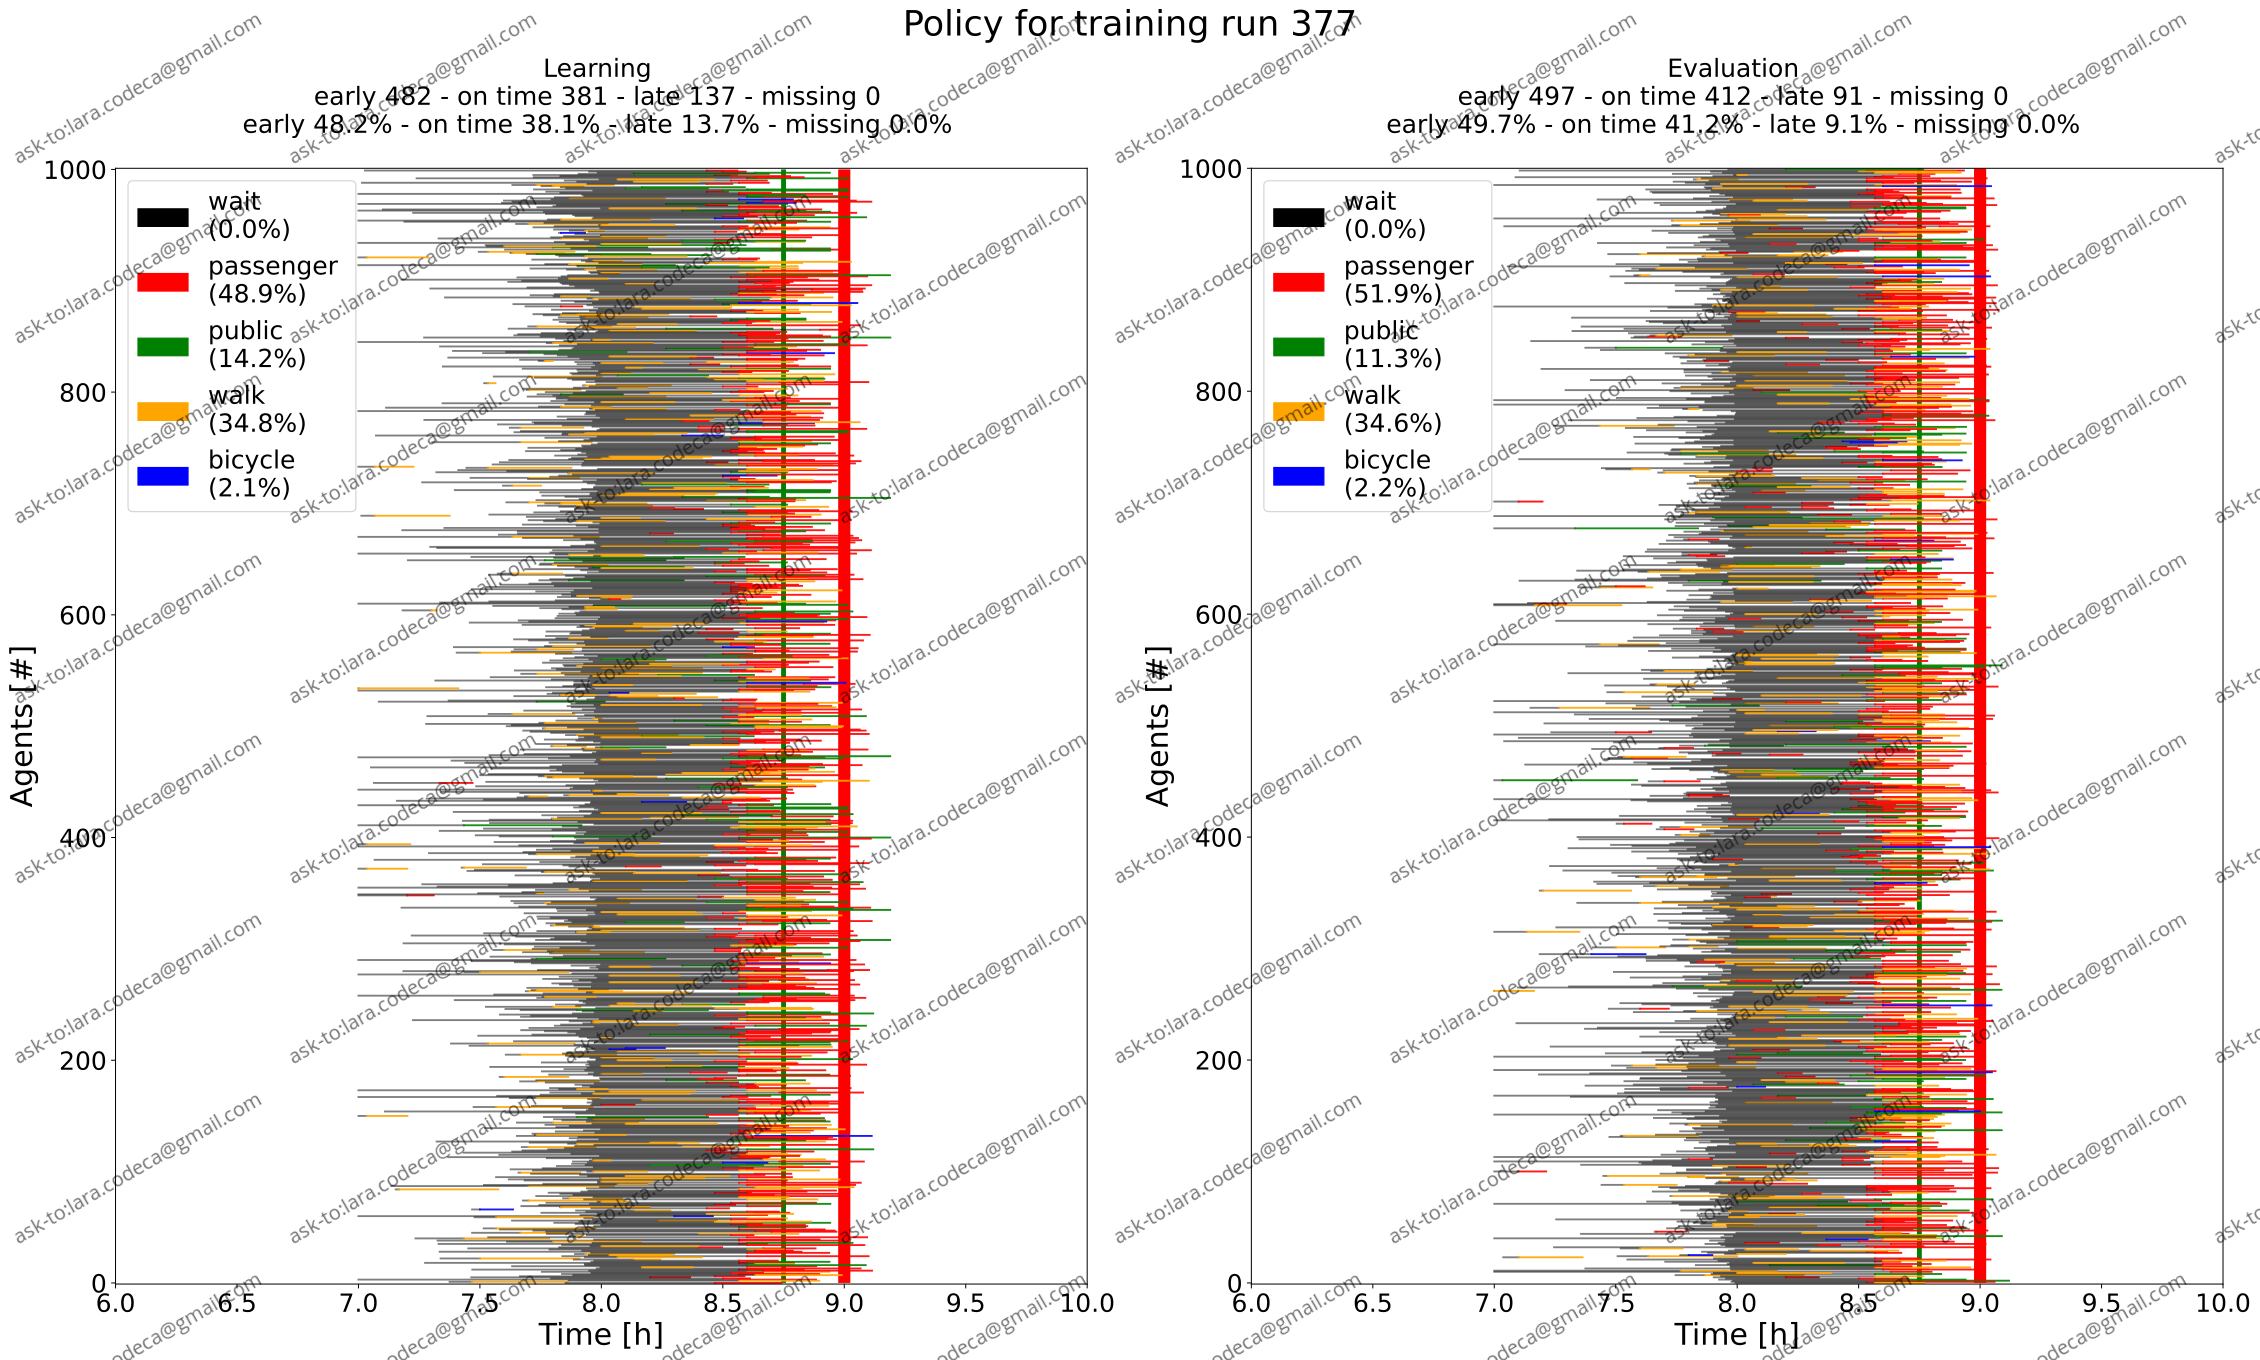 Policy for training run 377
Learning
early 482 - on time 381 - late 137 - missing 0
early 48.2% - on time 38.1% - late 13.7% - missing 0.0%
1000
800
600
400
200
0
Agents [#]
wait
(0.0%)
passenger
(48.9%)
public
(14.2%)
walk
(34.8%)
bicycle
(2.1%)
6.0 6.5 7.0 7.5 8.0 8.5 9.0 9.5 10.0
Time [h]
Evaluation
early 497 - on time 412 - late 91 - missing 0
early 49.7% - on time 41.2% - late 9.1% - missing 0.0%
1000
800
600
400
200
0
Agents [#]
wait
(0.0%)
passenger
(51.9%)
public
(11.3%)
walk
(34.6%)
bicycle
(2.2%)
6.0 6.5 7.0 7.5 8.0 8.5 9.0 9.5 10.0
Time [h]
ask-to:lara.codeca@gmail.com